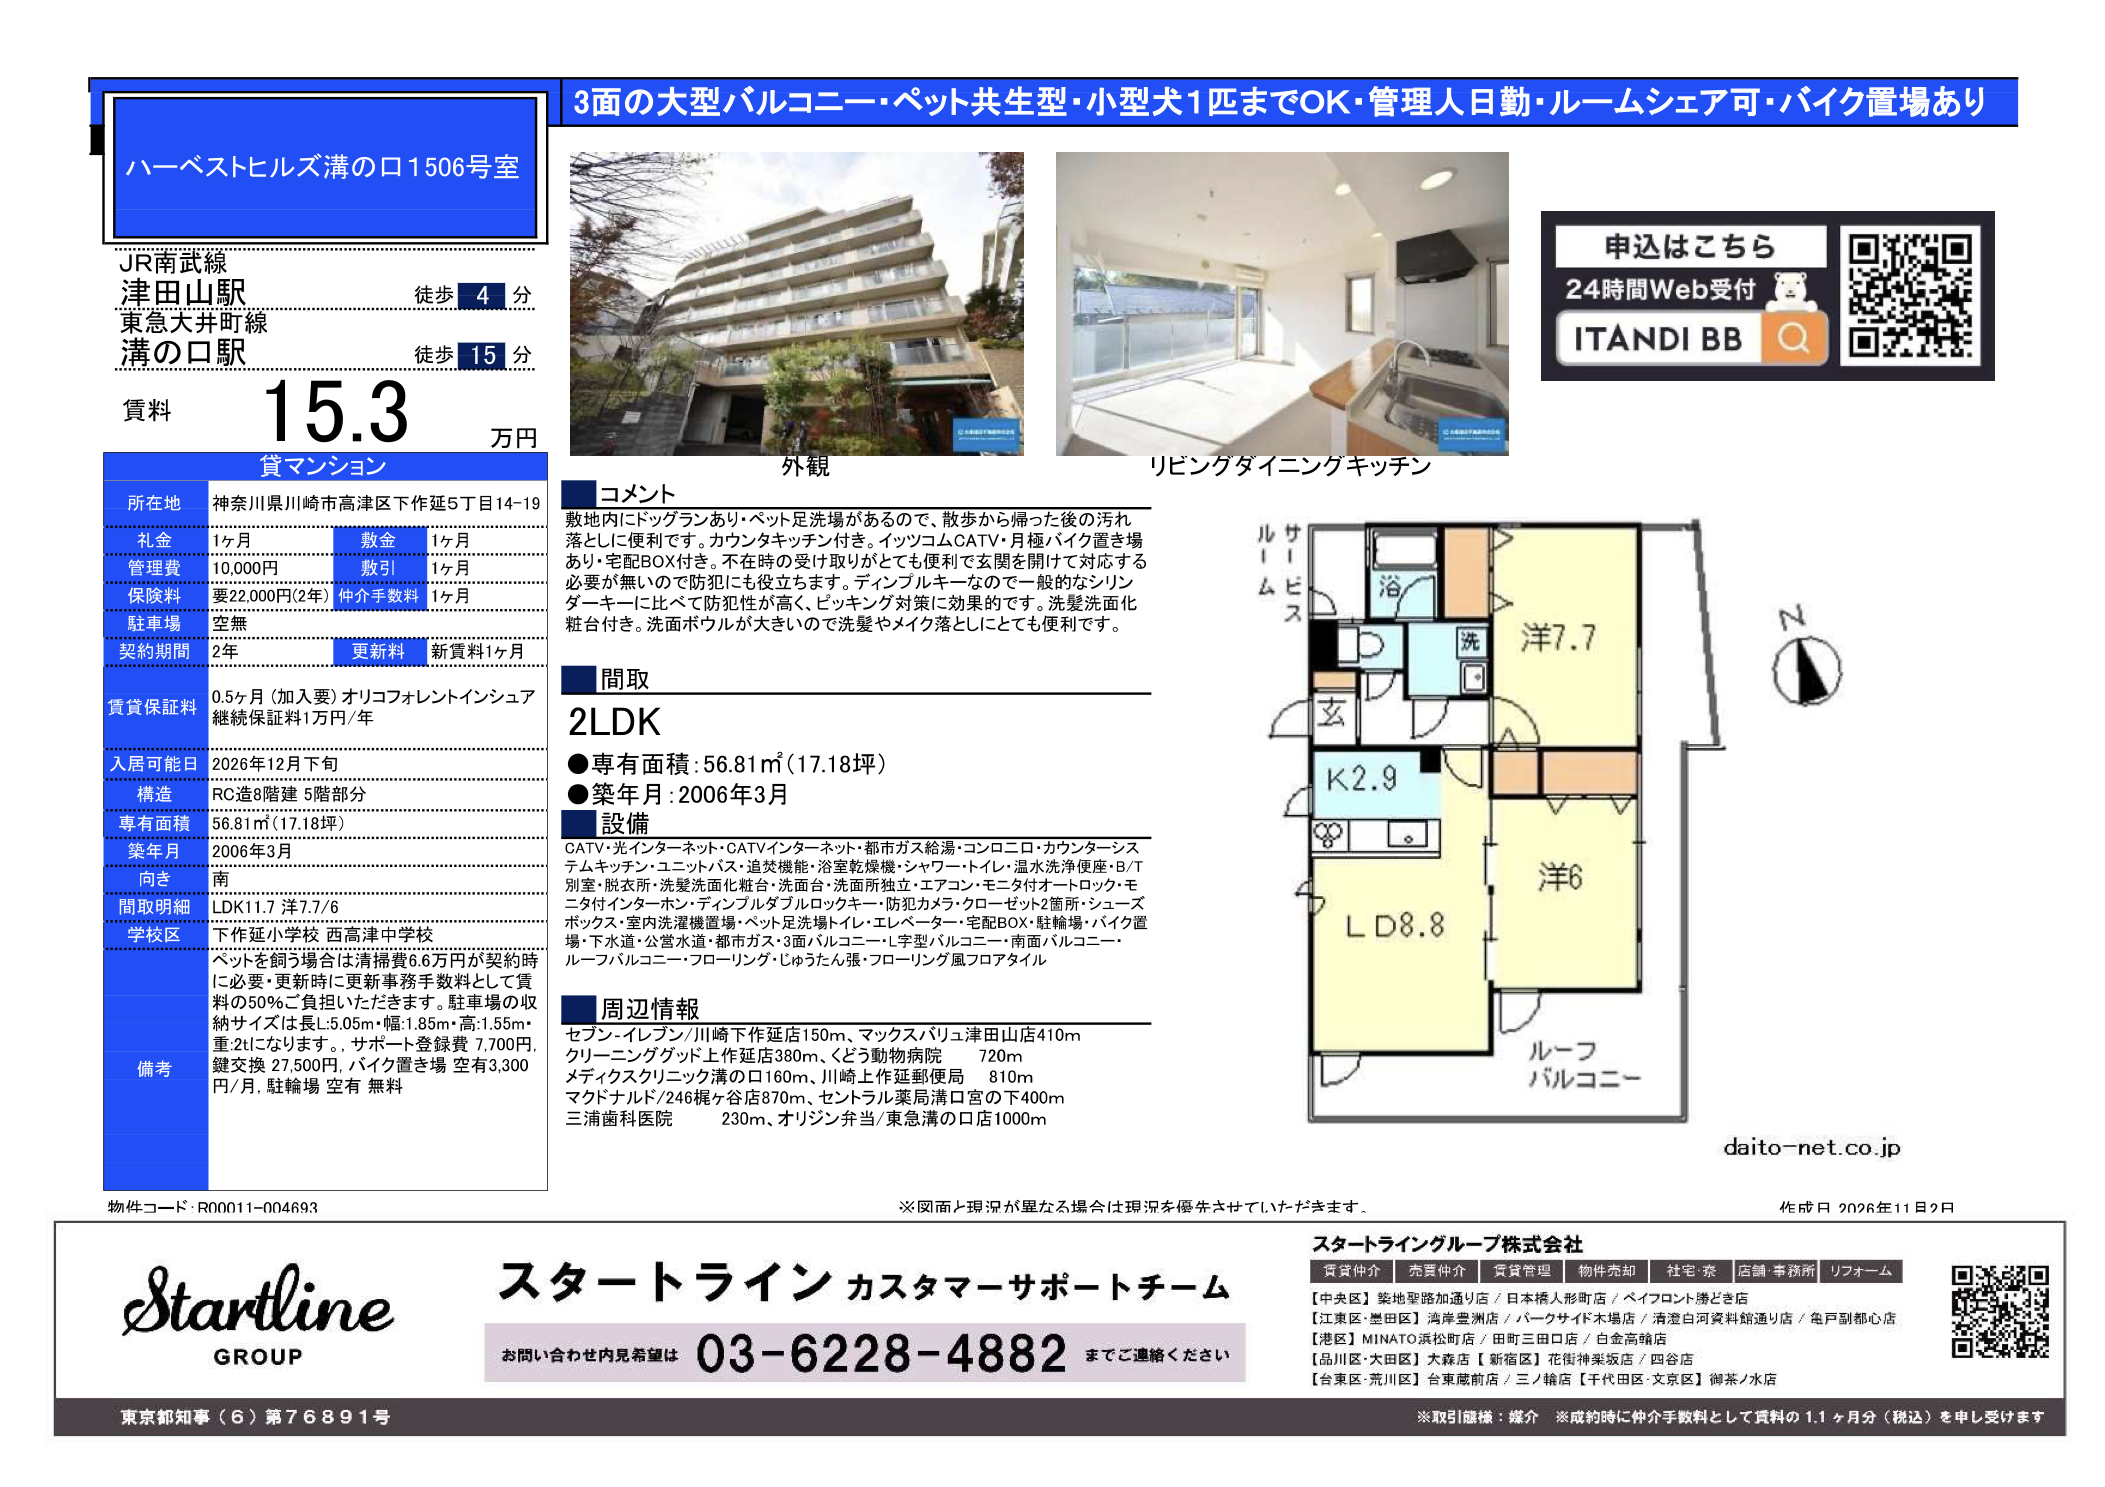 3面の大型バルコニー・ペット共生型・小型犬1匹までOK・管理人日勤・ルームシェア可・バイク置場あり
ハーベストヒルズ溝の口1506号室
JR南武線
津田山駅 徒歩 4 分
東急大井町線
溝の口駅 徒歩 15 分
賃料 15.3 万円
貸マンション
所在地 神奈川県川崎市高津区下作延5丁目14-19
礼金 1ヶ月 敷金 1ヶ月
管理費 10,000円 敷引 1ヶ月
保険料 要22,000円(2年) 仲介手数料 1ヶ月
駐車場 空無
契約期間 2年 更新料 新賃料1ヶ月
賃貸保証料 0.5ヶ月 (加入要) オリコフォレントインシュア
継続保証料1万円/年
入居可能日 2026年12月下旬
構造 RC造8階建 5階部分
専有面積 56.81㎡(17.18坪)
築年月 2006年3月
向き 南
間取明細 LDK11.7 洋7.7/6
学校区 下作延小学校 西高津中学校
備考 ペットを飼う場合は清掃費6.6万円が契約時
に必要・更新時に更新事務手数料として賃
料の50%ご負担いただきます。駐車場の収
納サイズは長L:5.05m・幅:1.85m・高:1.55m・
重:2tになります。, サポート登録費 7,700円,
鍵交換 27,500円, バイク置き場 空有3,300
円/月, 駐輪場 空有 無料
物件コード:R00011-004693
外観
リビングダイニングキッチン
申込はこちら
24時間Web受付
ITANDI BB
コメント
敷地内にドッグランあり・ペット足洗場があるので、散歩から帰った後の汚れ
落としに便利です。カウンタキッチン付き。イッツコムCATV・月極バイク置き場
あり・宅配BOX付き。不在時の受け取りがとても便利で玄関を開けて対応する
必要が無いので防犯にも役立ちます。ディンプルキーなので一般的なシリン
ダーキーに比べて防犯性が高く、ピッキング対策に効果的です。洗髪洗面化
粧台付き。洗面ボウルが大きいので洗髪やメイク落としにとても便利です。
間取
2LDK
●専有面積:56.81㎡(17.18坪)
●築年月:2006年3月
設備
CATV・光インターネット・CATVインターネット・都市ガス給湯・コンロ二口・カウンターシス
テムキッチン・ユニットバス・追焚機能・浴室乾燥機・シャワー・トイレ・温水洗浄便座・B/T
別室・脱衣所・洗髪洗面化粧台・洗面台・洗面所独立・エアコン・モニタ付オートロック・モ
ニタ付インターホン・ディンプルダブルロックキー・防犯カメラ・クローゼット2箇所・シューズ
ボックス・室内洗濯機置場・ペット足洗場トイレ・エレベーター・宅配BOX・駐輪場・バイク置
場・下水道・公営水道・都市ガス・3面バルコニー・L字型バルコニー・南面バルコニー・
ルーフバルコニー・フローリング・じゅうたん張・フローリング風フロアタイル
周辺情報
セブン-イレブン/川崎下作延店150m、マックスバリュ津田山店410m
クリーニンググッド上作延店380m、くどう動物病院 720m
メディクスクリニック溝の口160m、川崎上作延郵便局 810m
マクドナルド/246梶ヶ谷店870m、セントラル薬局溝口宮の下400m
三浦歯科医院 230m、オリジン弁当/東急溝の口店1000m
サービスルーム
浴
洗
洋7.7
玄
K2.9
LD8.8
洋6
ルーフ
バルコニー
N
daito-net.co.jp
※図面と現況が異なる場合は現況を優先させていただきます。
作成日 2026年11月2日
Startline
GROUP
スタートライン カスタマーサポートチーム
お問い合わせ内見希望は 03-6228-4882 までご連絡ください
スタートライングループ株式会社
賃貸仲介 売買仲介 賃貸管理 物件売却 社宅·寮 店舗·事務所 リフォーム
【中央区】築地聖路加通り店 / 日本橋人形町店 / ベイフロント勝どき店
【江東区·墨田区】湾岸豊洲店 / パークサイド木場店 / 清澄白河資料館通り店 / 亀戸副都心店
【港区】MINATO浜松町店 / 田町三田口店 / 白金高輪店
【品川区·大田区】大森店【新宿区】花街神楽坂店 / 四谷店
【台東区·荒川区】台東蔵前店 / 三ノ輪店【千代田区·文京区】御茶ノ水店
東京都知事(6)第76891号
※取引態様:媒介 ※成約時に仲介手数料として賃料の1.1ヶ月分(税込)を申し受けます